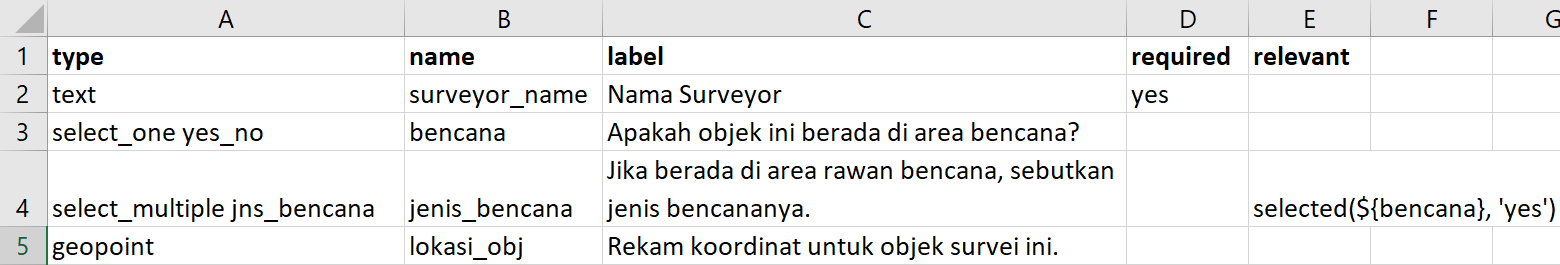 A B C D E F G
1 type name label required relevant
2 text surveyor_name Nama Surveyor yes
3 select_one yes_no bencana Apakah objek ini berada di area bencana?
Jika berada di area rawan bencana, sebutkan
4 select_multiple jns_bencana jenis_bencana jenis bencananya. selected(${bencana}, 'yes')
5 geopoint lokasi_obj Rekam koordinat untuk objek survei ini.